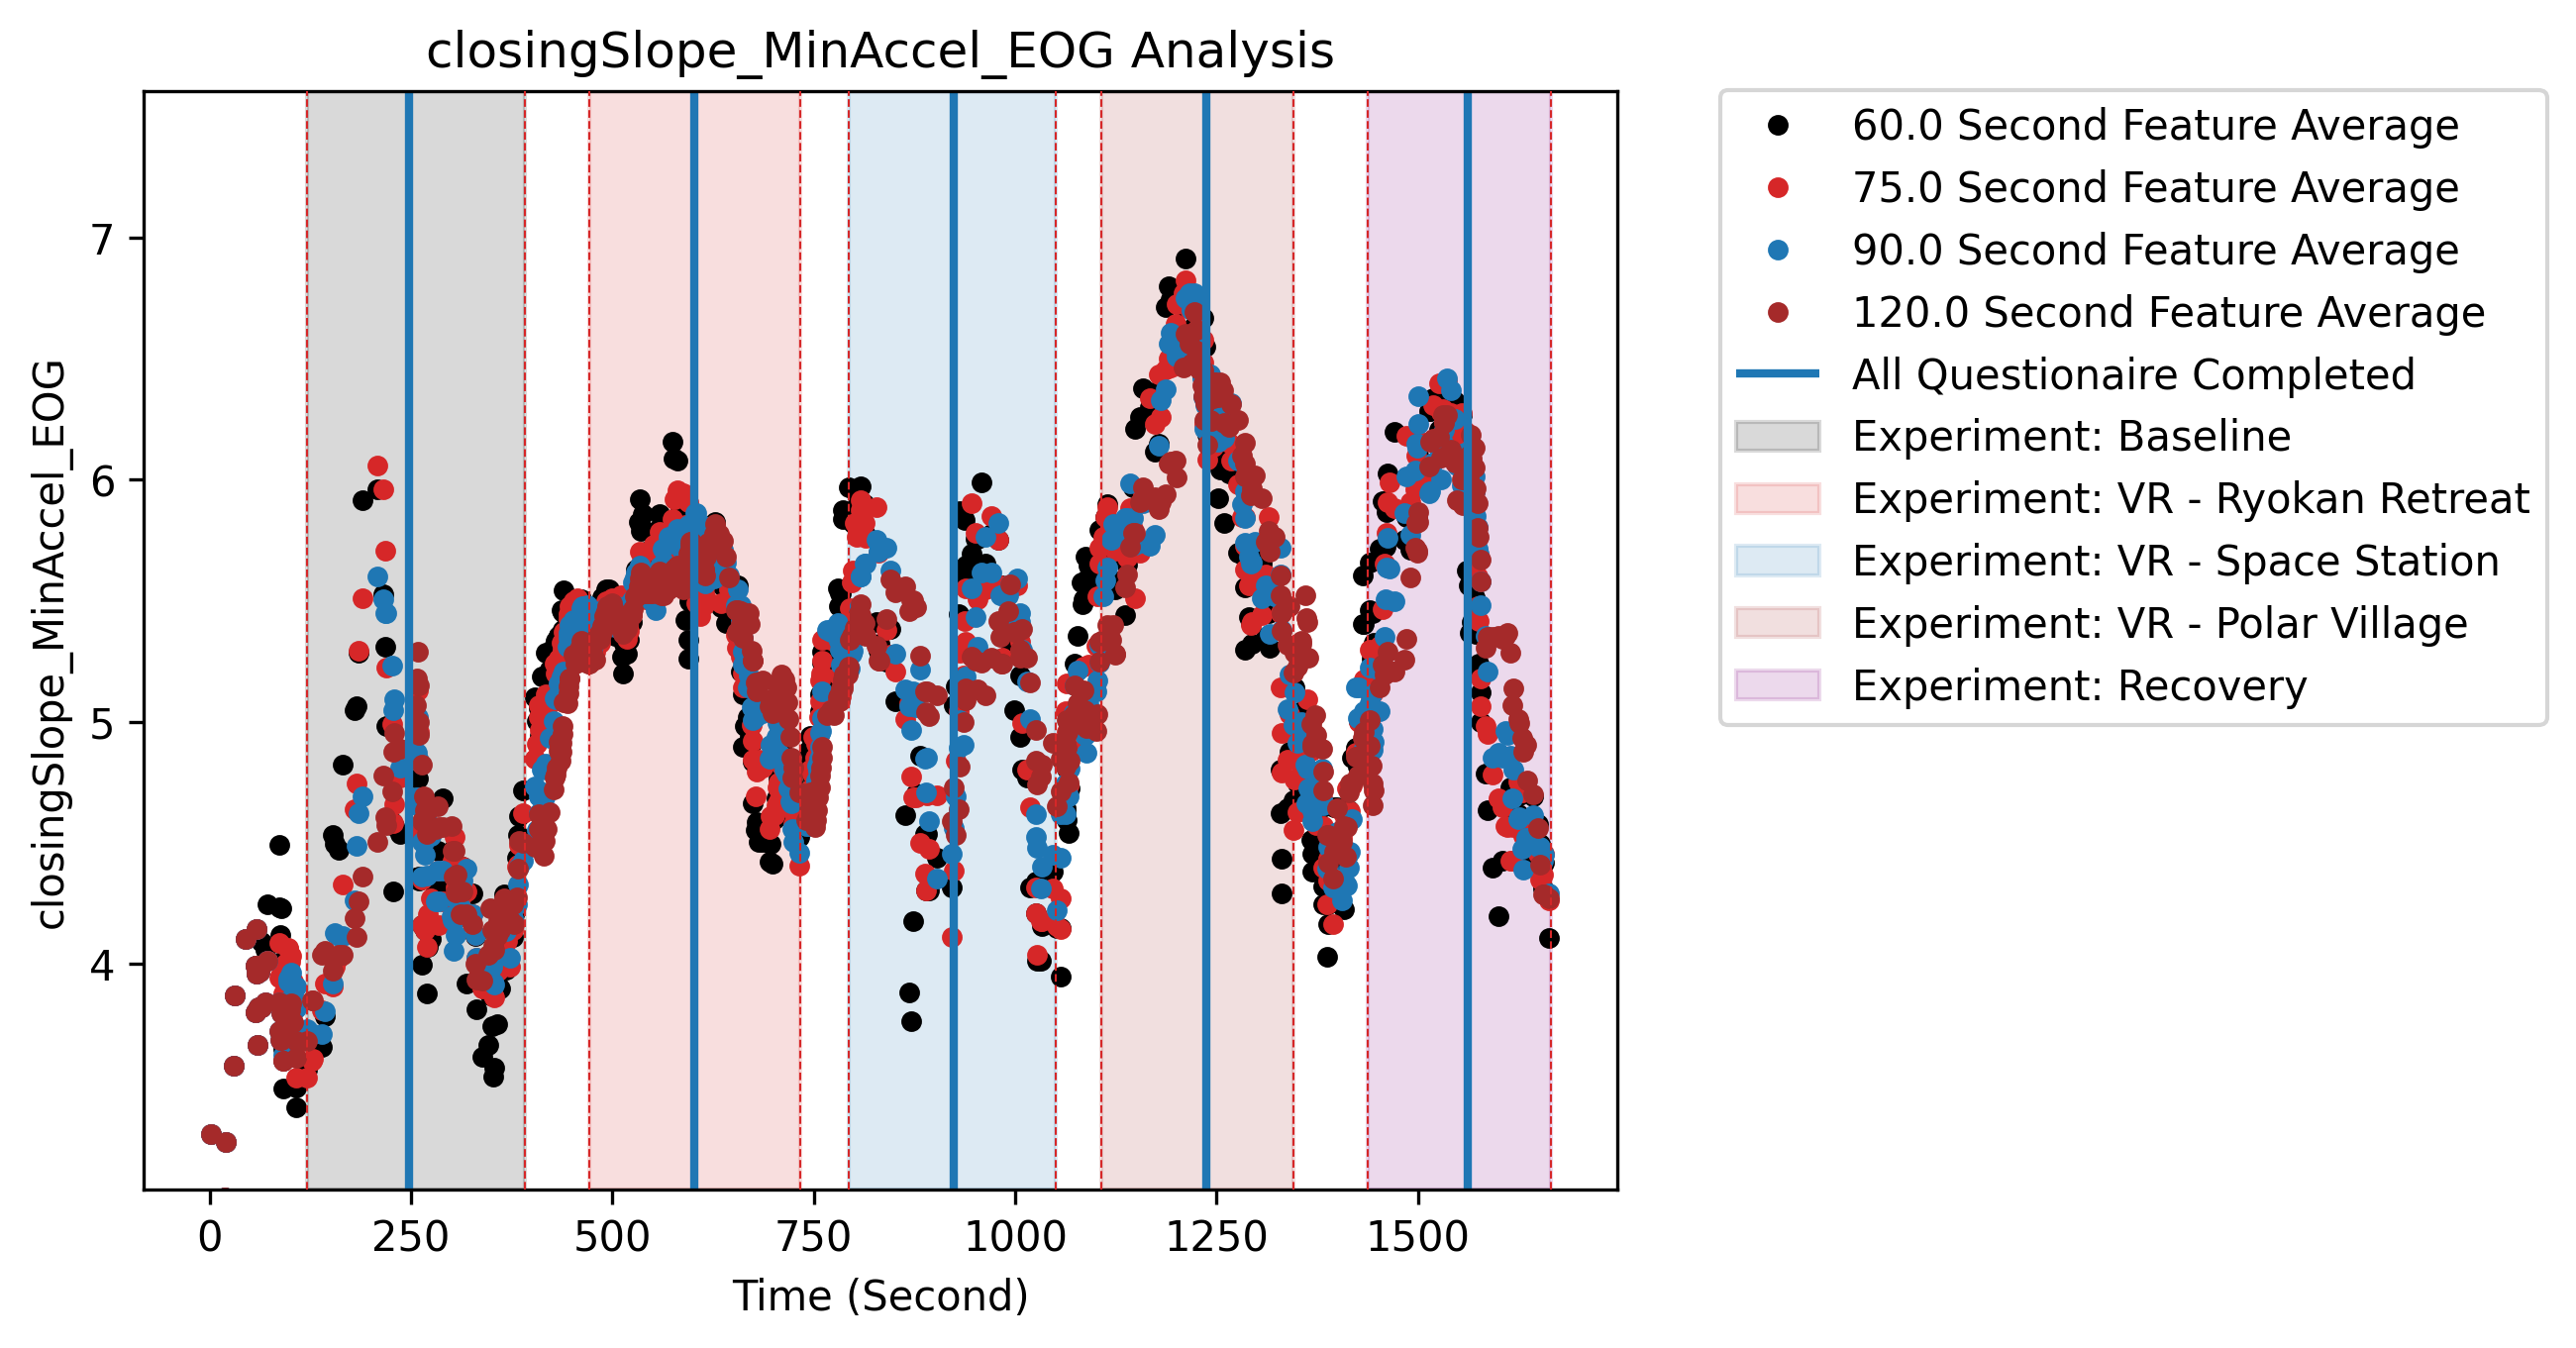 closingSlope_MinAccel_EOG Analysis
closingSlope_MinAccel_EOG
7
6
5
4
0 250 500 750 1000 1250 1500
Time (Second)
60.0 Second Feature Average
75.0 Second Feature Average
90.0 Second Feature Average
120.0 Second Feature Average
All Questionaire Completed
Experiment: Baseline
Experiment: VR - Ryokan Retreat
Experiment: VR - Space Station
Experiment: VR - Polar Village
Experiment: Recovery